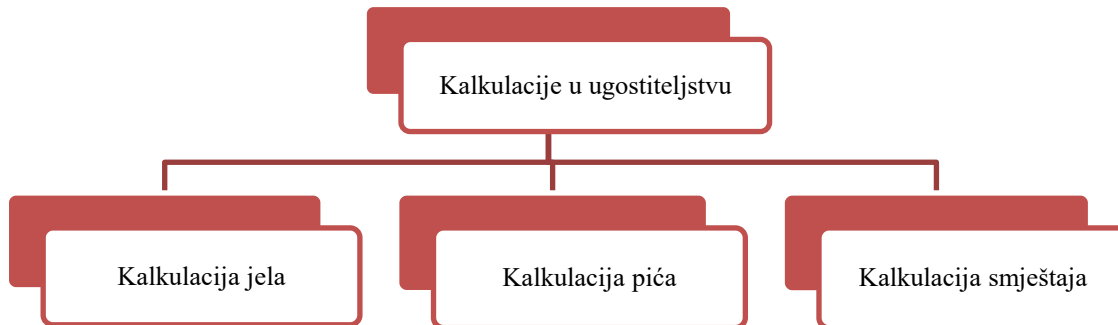 Kalkulacije u ugostiteljstvu
Kalkulacija jela
Kalkulacija pića
Kalkulacija smještaja